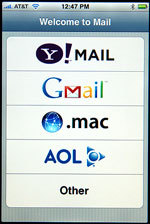 AT&T 12:47 PM
Welcome to Mail
Y! MAIL
Gmail
.mac
AOL
Other